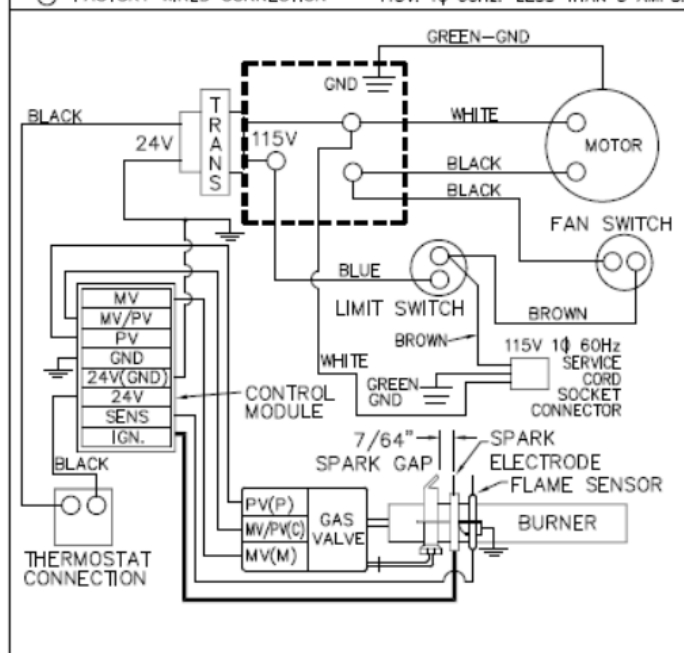 FACTORY WIRED CONNECTION
115V. 1ϕ 60Hz LESS THAN
GREEN-GND
GND
BLACK
24V
TRANS
115V
WHITE
MOTOR
BLACK
BLACK
FAN SWITCH
BLUE
LIMIT SWITCH
BROWN
BROWN
115V 1ϕ 60Hz
SERVICE
CORD
SOCKET
CONNECTOR
WHITE
GREEN
GND
MV
MV/PV
PV
GND
24V(GND)
24V
SENS
IGN.
CONTROL
MODULE
BLACK
7/64"
SPARK GAP
SPARK
ELECTRODE
FLAME SENSOR
PV(P)
MV/PV(C)
MV(M)
GAS
VALVE
BURNER
THERMOSTAT
CONNECTION